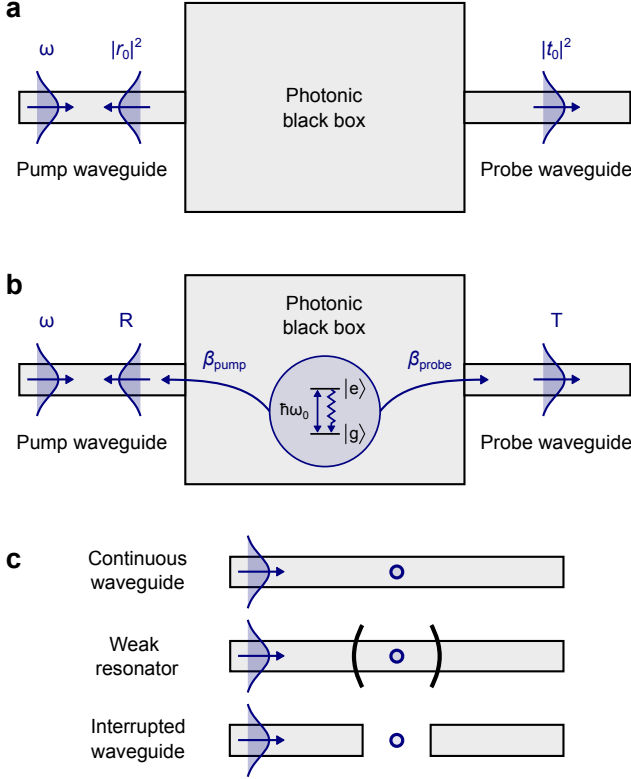 a
ω
|r₀|²
|t₀|²
Photonic
black box
Pump waveguide
Probe waveguide
b
ω
R
Photonic
black box
T
βpump
βprobe
|e⟩
ħω₀
|g⟩
Pump waveguide
Probe waveguide
c
Continuous
waveguide
Weak
resonator
Interrupted
waveguide